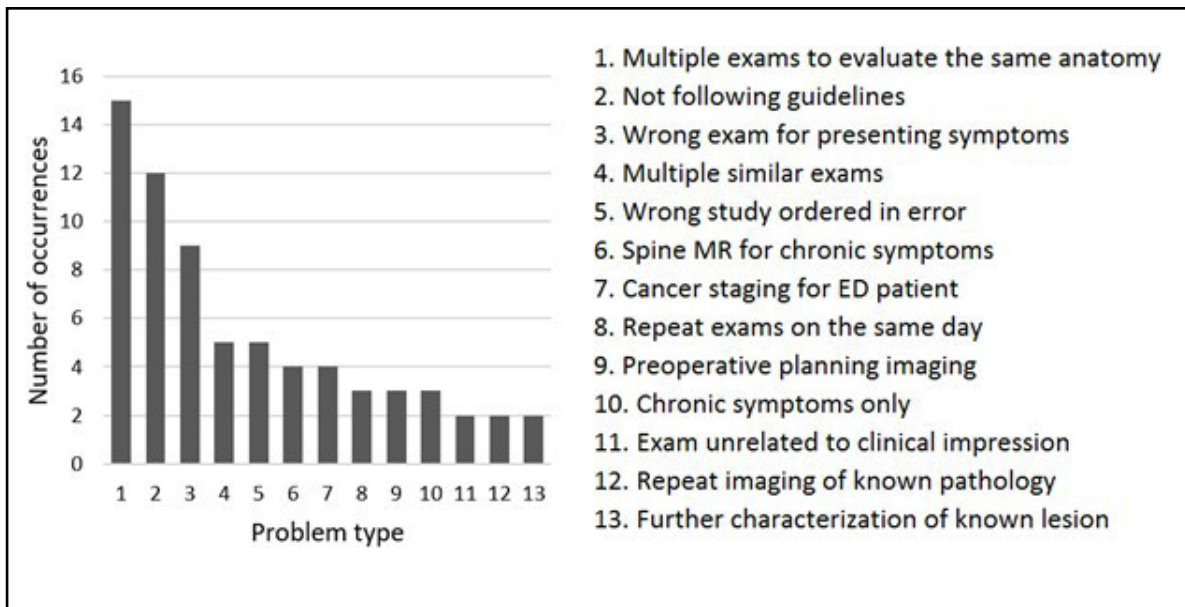 16
14
12
10
8
6
4
2
0
Number of occurrences
1 2 3 4 5 6 7 8 9 10 11 12 13
Problem type
1. Multiple exams to evaluate the same anatomy
2. Not following guidelines
3. Wrong exam for presenting symptoms
4. Multiple similar exams
5. Wrong study ordered in error
6. Spine MR for chronic symptoms
7. Cancer staging for ED patient
8. Repeat exams on the same day
9. Preoperative planning imaging
10. Chronic symptoms only
11. Exam unrelated to clinical impression
12. Repeat imaging of known pathology
13. Further characterization of known lesion